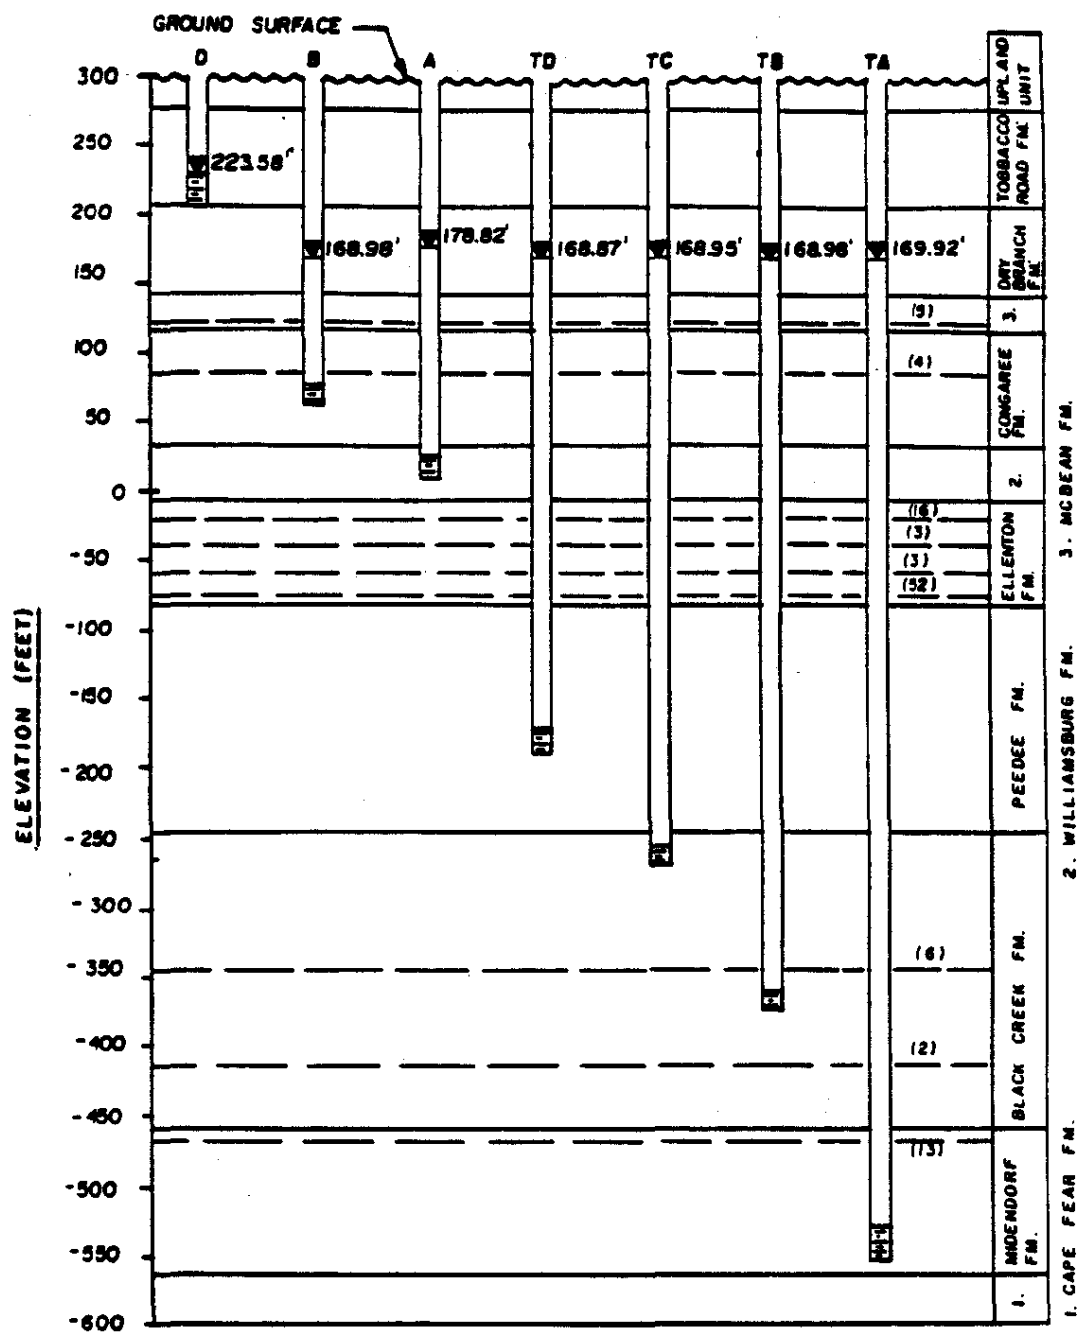 GROUND SURFACE
D B A TD TC TB TA
300
250
200
150
100
50
0
-50
-100
-150
-200
-250
-300
-350
-400
-450
-500
-550
-600
ELEVATION (FEET)
223.58'
168.98'
178.82'
168.87'
168.95'
168.98'
169.92'
(4)
(16)
(3)
(3)
(52)
(6)
(2)
(13)
UPLAND
UNIT
TOBBACCO
ROAD FM.
DRY
BRANCH
FM.
3.
CONGAREE
FM.
2.
ELLENTON
FM.
PEEDEE FM.
BLACK CREEK FM.
MIDENDORF
FM.
1.
1. CAPE FEAR FM.
2. WILLIAMSBURG FM.
3. MCBEAN FM.